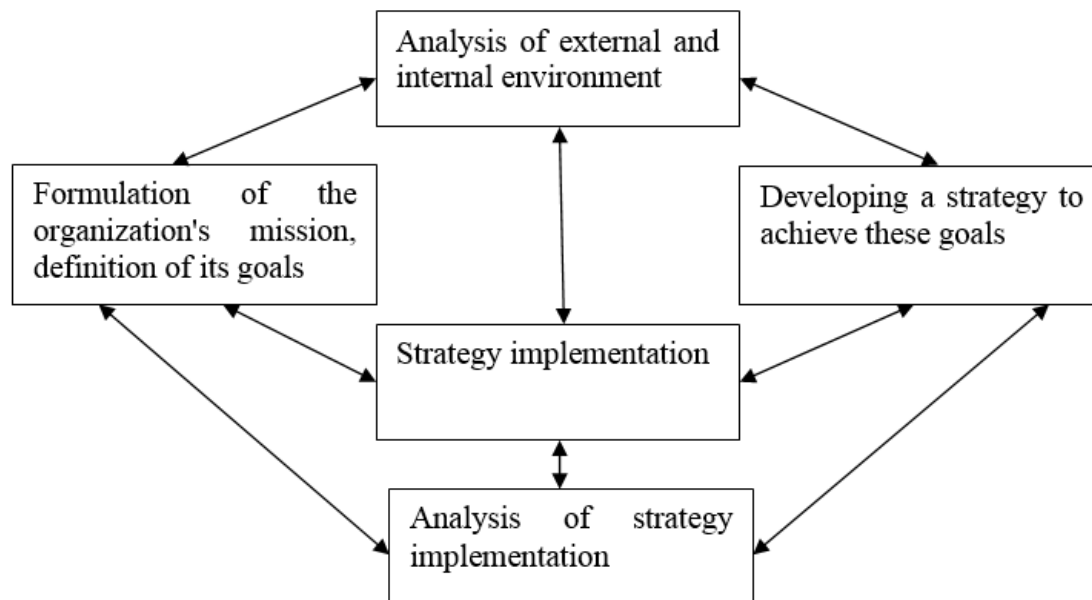 Analysis of external and
internal environment
Formulation of the
organization's mission,
definition of its goals
Developing a strategy to
achieve these goals
Strategy implementation
Analysis of strategy
implementation